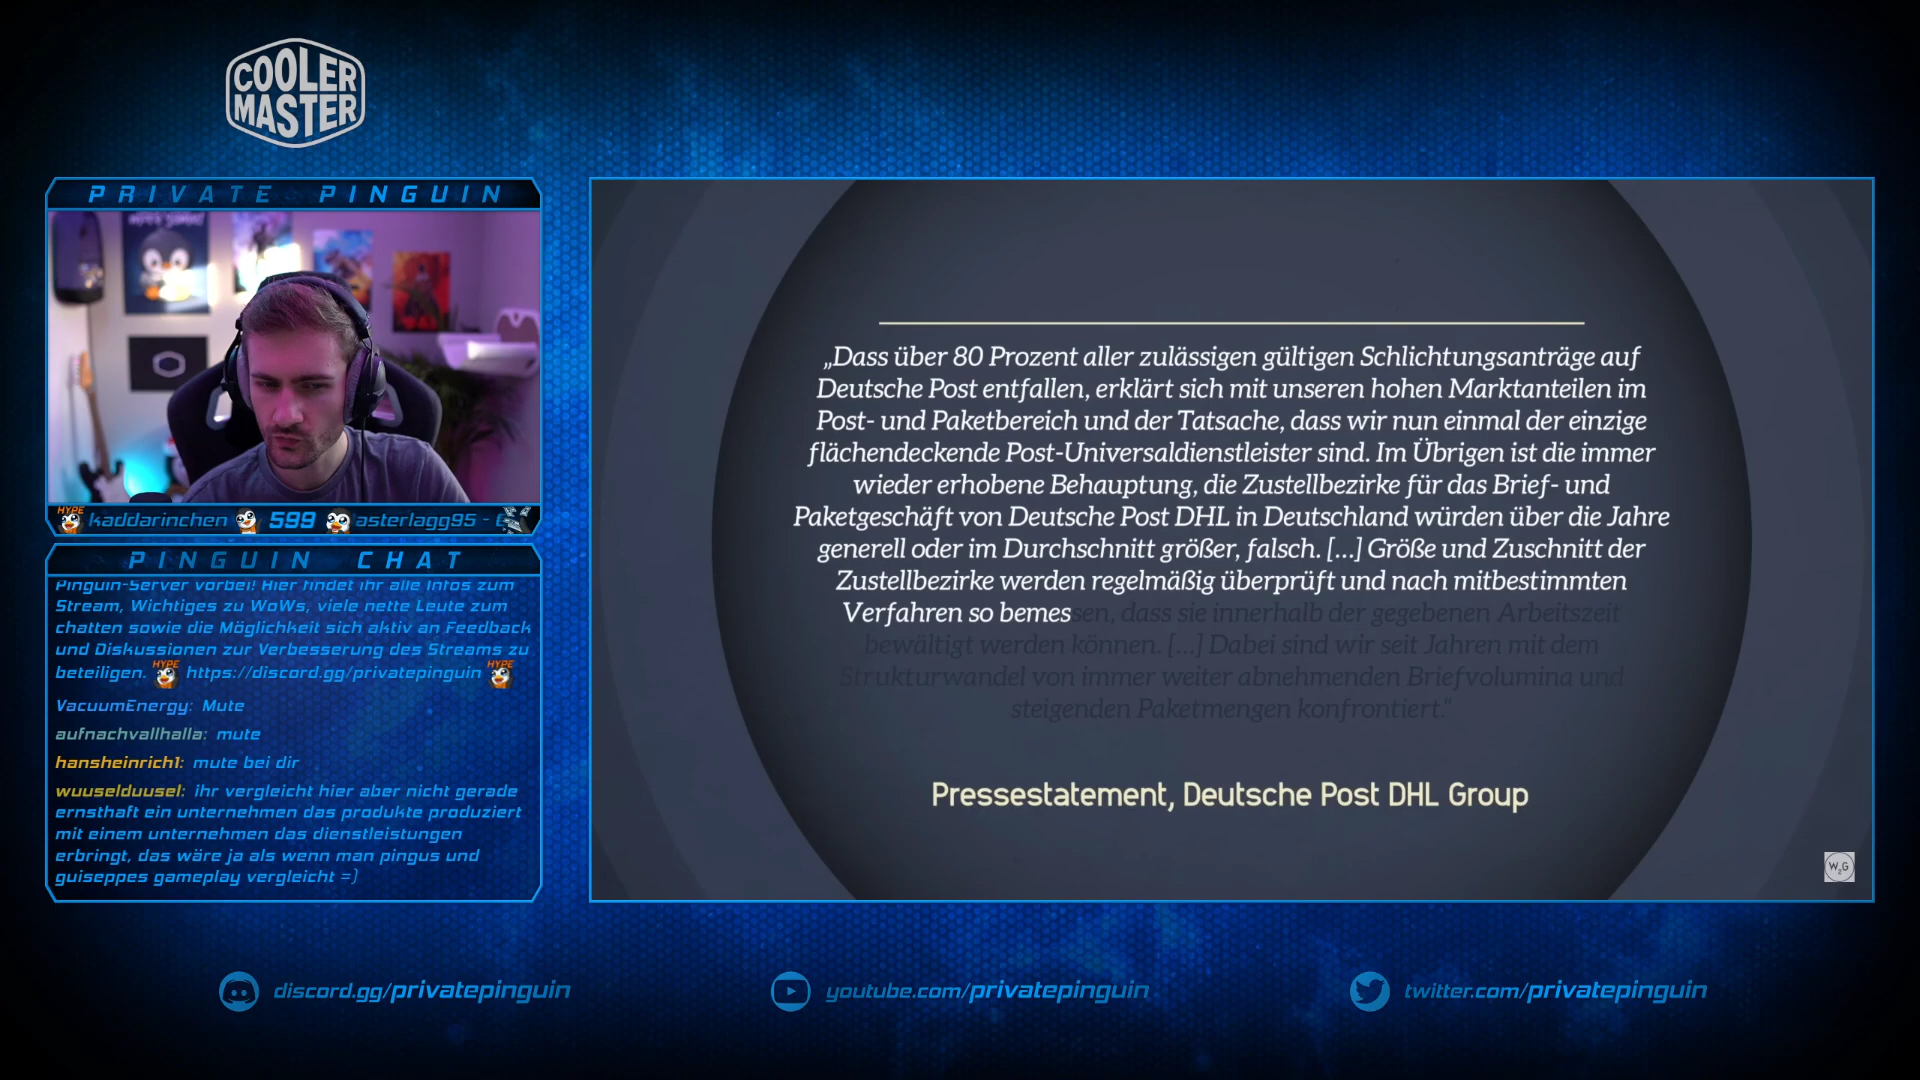 COOLER
MASTER
PRIVATE PINGUIN
HYPE kaddarinchen 599 asterlagg95 -
PINGUIN CHAT
Pinguin-Server vorbei! Hier findet ihr alle Infos zum
Stream, Wichtiges zu WoWs, viele nette Leute zum
chatten sowie die Möglichkeit sich aktiv an Feedback
und Diskussionen zur Verbesserung des Streams zu
beteiligen. HYPE https://discord.gg/privatepinguin HYPE
VacuumEnergy: Mute
aufnachvallhalla: mute
hansheinrich1: mute bei dir
wuuselduusel: ihr vergleicht hier aber nicht gerade
ernsthaft ein unternehmen das produkte produziert
mit einem unternehmen das dienstleistungen
erbringt, das wäre ja als wenn man pingus und
guiseppes gameplay vergleicht =)
„Dass über 80 Prozent aller zulässigen gültigen Schlichtungsanträge auf
Deutsche Post entfallen, erklärt sich mit unseren hohen Marktanteilen im
Post- und Paketbereich und der Tatsache, dass wir nun einmal der einzige
flächendeckende Post-Universaldienstleister sind. Im Übrigen ist die immer
wieder erhobene Behauptung, die Zustellbezirke für das Brief- und
Paketgeschäft von Deutsche Post DHL in Deutschland würden über die Jahre
generell oder im Durchschnitt größer, falsch. [...] Größe und Zuschnitt der
Zustellbezirke werden regelmäßig überprüft und nach mitbestimmten
Verfahren so bemessen, dass sie innerhalb der gegebenen Arbeitszeit
bewältigt werden können. [...] Dabei sind wir seit Jahren mit dem
Strukturwandel von immer weiter abnehmenden Briefvolumina und
steigenden Paketmengen konfrontiert."
Pressestatement, Deutsche Post DHL Group
W2G
discord.gg/privatepinguin
youtube.com/privatepinguin
twitter.com/privatepinguin